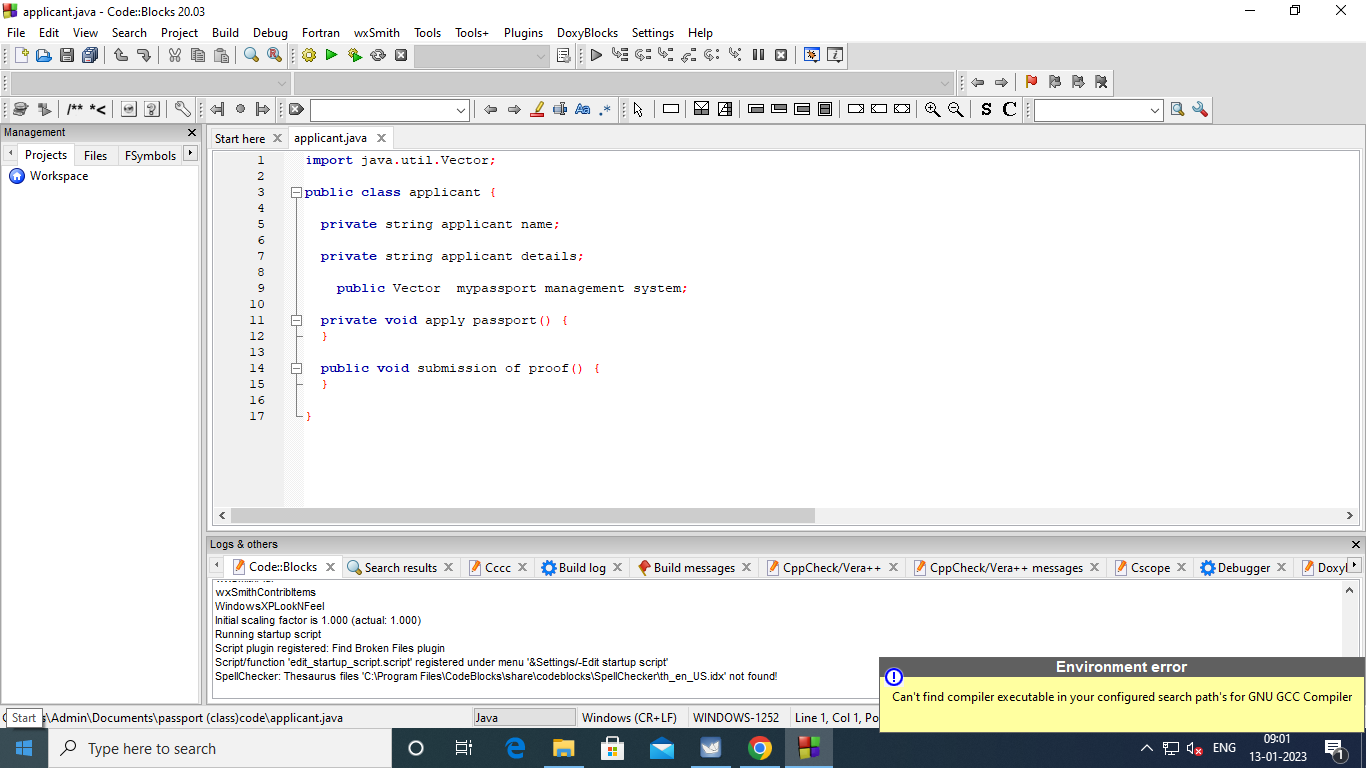 applicant.java - Code::Blocks 20.03
File Edit View Search Project Build Debug Fortran wxSmith Tools Tools+ Plugins DoxyBlocks Settings Help
/** *<
Aa .*
S C
Management
Projects Files FSymbols
Workspace
Start here applicant.java
1 import java.util.Vector;
2
3 public class applicant {
4
5 private string applicant name;
6
7 private string applicant details;
8
9 public Vector  mypassport management system;
10
11 private void apply passport() {
12 }
13
14 public void submission of proof() {
15 }
16
17 }
Logs & others
Code::Blocks Search results Cccc Build log Build messages CppCheck/Vera++ CppCheck/Vera++ messages Cscope Debugger
wxSmithContribItems
WindowsXPLookNFeel
Initial scaling factor is 1.000 (actual: 1.000)
Running startup script
Script plugin registered: Find Broken Files plugin
Script/function 'edit_startup_script.script' registered under menu '&Settings/-Edit startup script'
SpellChecker: Thesaurus files 'C:\Program Files\CodeBlocks\share\codeblocks\SpellChecker\th_en_US.idx' not found!
Environment error
Can't find compiler executable in your configured search path's for GNU GCC Compiler
Start
\Admin\Documents\passport (class)code\applicant.java Java Windows (CR+LF) WINDOWS-1252 Line 1, Col 1,
Type here to search
ENG
09:01
13-01-2023
1